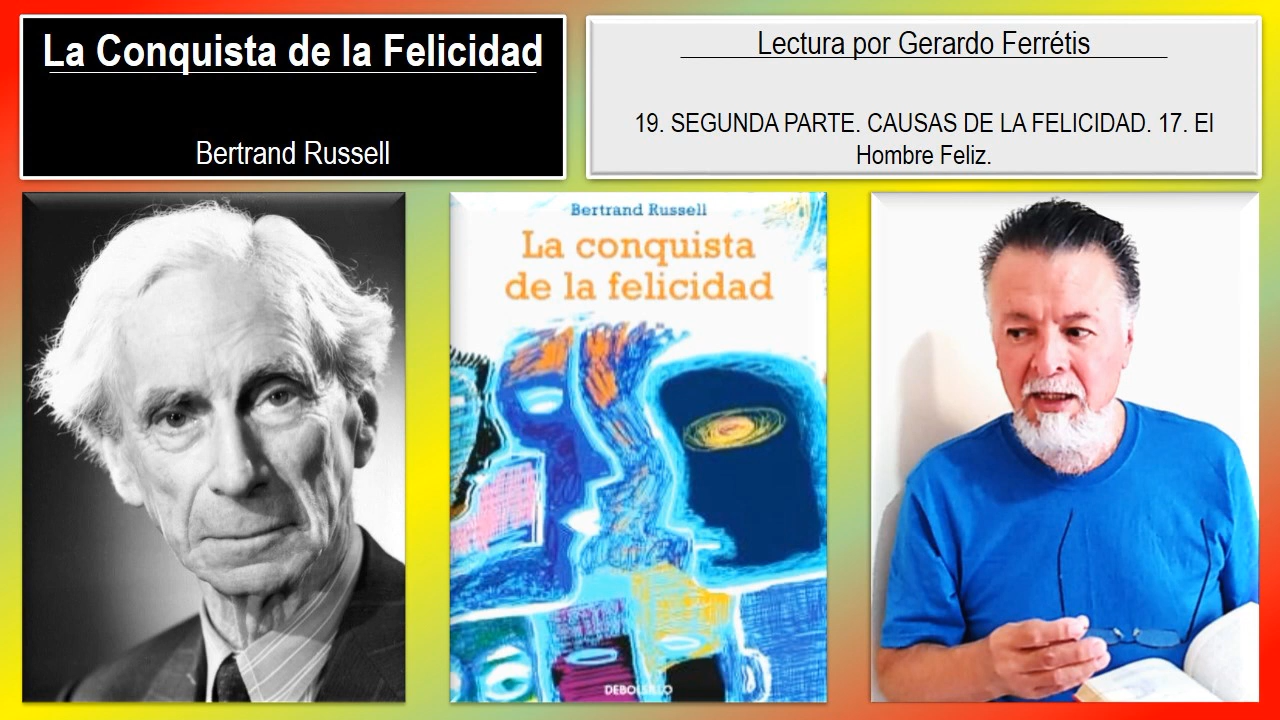 La Conquista de la Felicidad
Bertrand Russell
Lectura por Gerardo Ferrétis
19. SEGUNDA PARTE. CAUSAS DE LA FELICIDAD. 17. El
Hombre Feliz.
Bertrand Russell
La conquista
de la felicidad
DEBOLSILLO